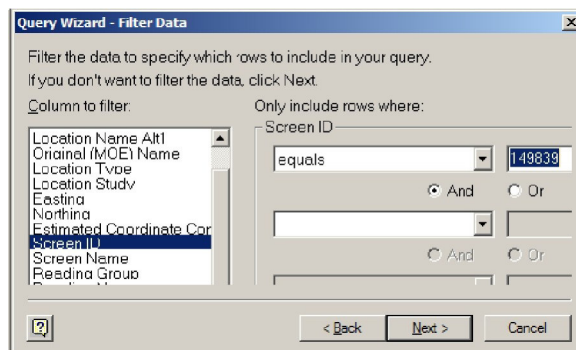 Query Wizard - Filter Data
Filter the data to specify which rows to include in your query.
If you don't want to filter the data, click Next.
Column to filter:
Only include rows where:
Location Name Alt1
Original (MOE) Name
Location Type
Location Study
Easting
Northing
Estimated Coordinate Cor
Screen ID
Screen Name
Reading Group
Screen ID
equals
149839
And
Or
And
Or
?
< Back
Next >
Cancel